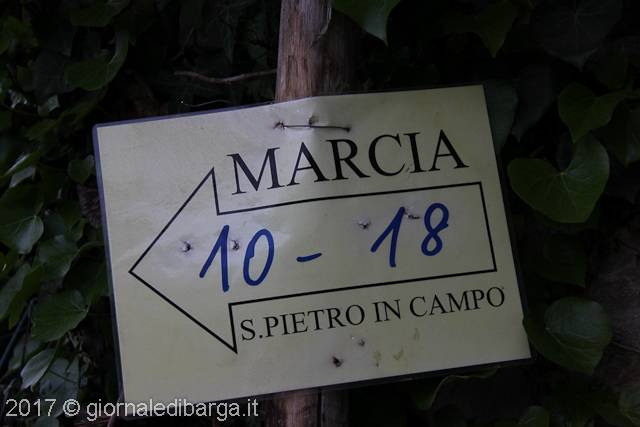 MARCIA
10 - 18
S.PIETRO IN CAMPO
2017 © giornaledibarga.it